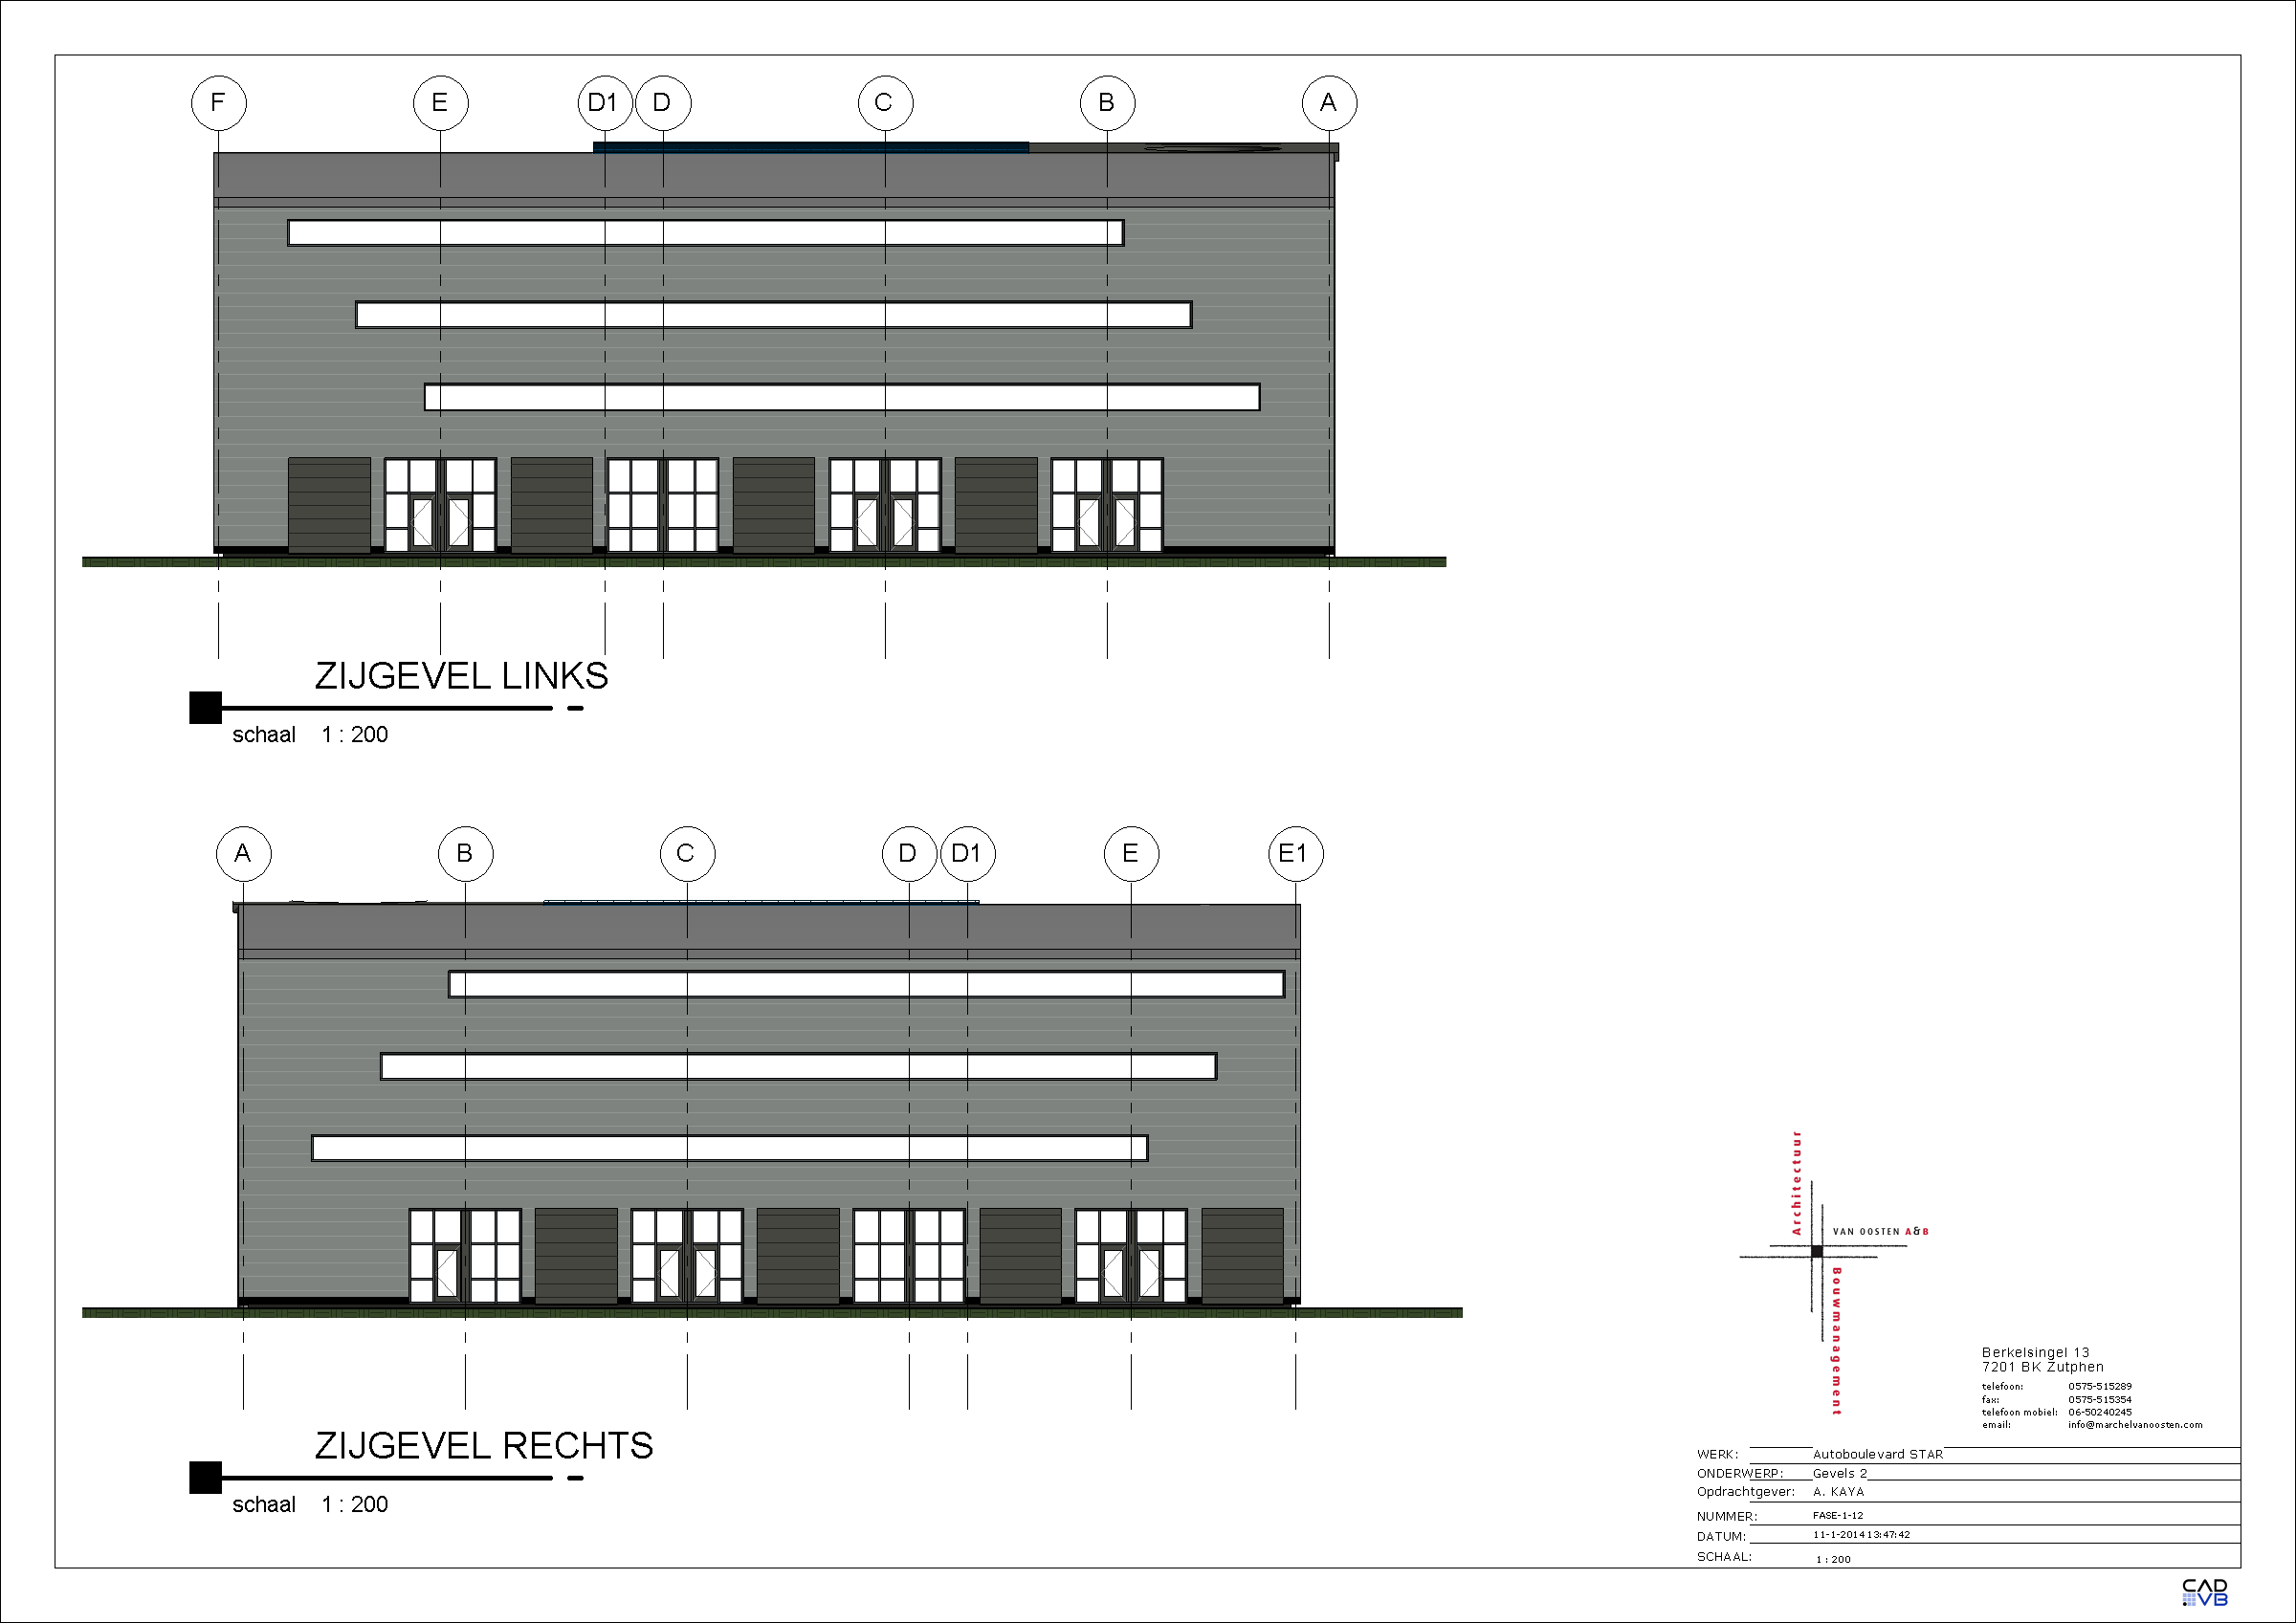 F E D1 D C B A
ZIJGEVEL LINKS
schaal 1 : 200
A B C D D1 E E1
ZIJGEVEL RECHTS
schaal 1 : 200
Architectuur
VAN OOSTEN A&B
Bouwmanagement
Berkelsingel 13
7201 BK Zutphen
telefoon: 0575-515289
fax: 0575-515354
telefoon mobiel: 06-50240245
email: info@marchelvanoosten.com
WERK: Autoboulevard STAR
ONDERWERP: Gevels 2
Opdrachtgever: A. KAYA
NUMMER: FASE-1-12
DATUM: 11-1-2014 13:47:42
SCHAAL: 1 : 200
CAD
VB